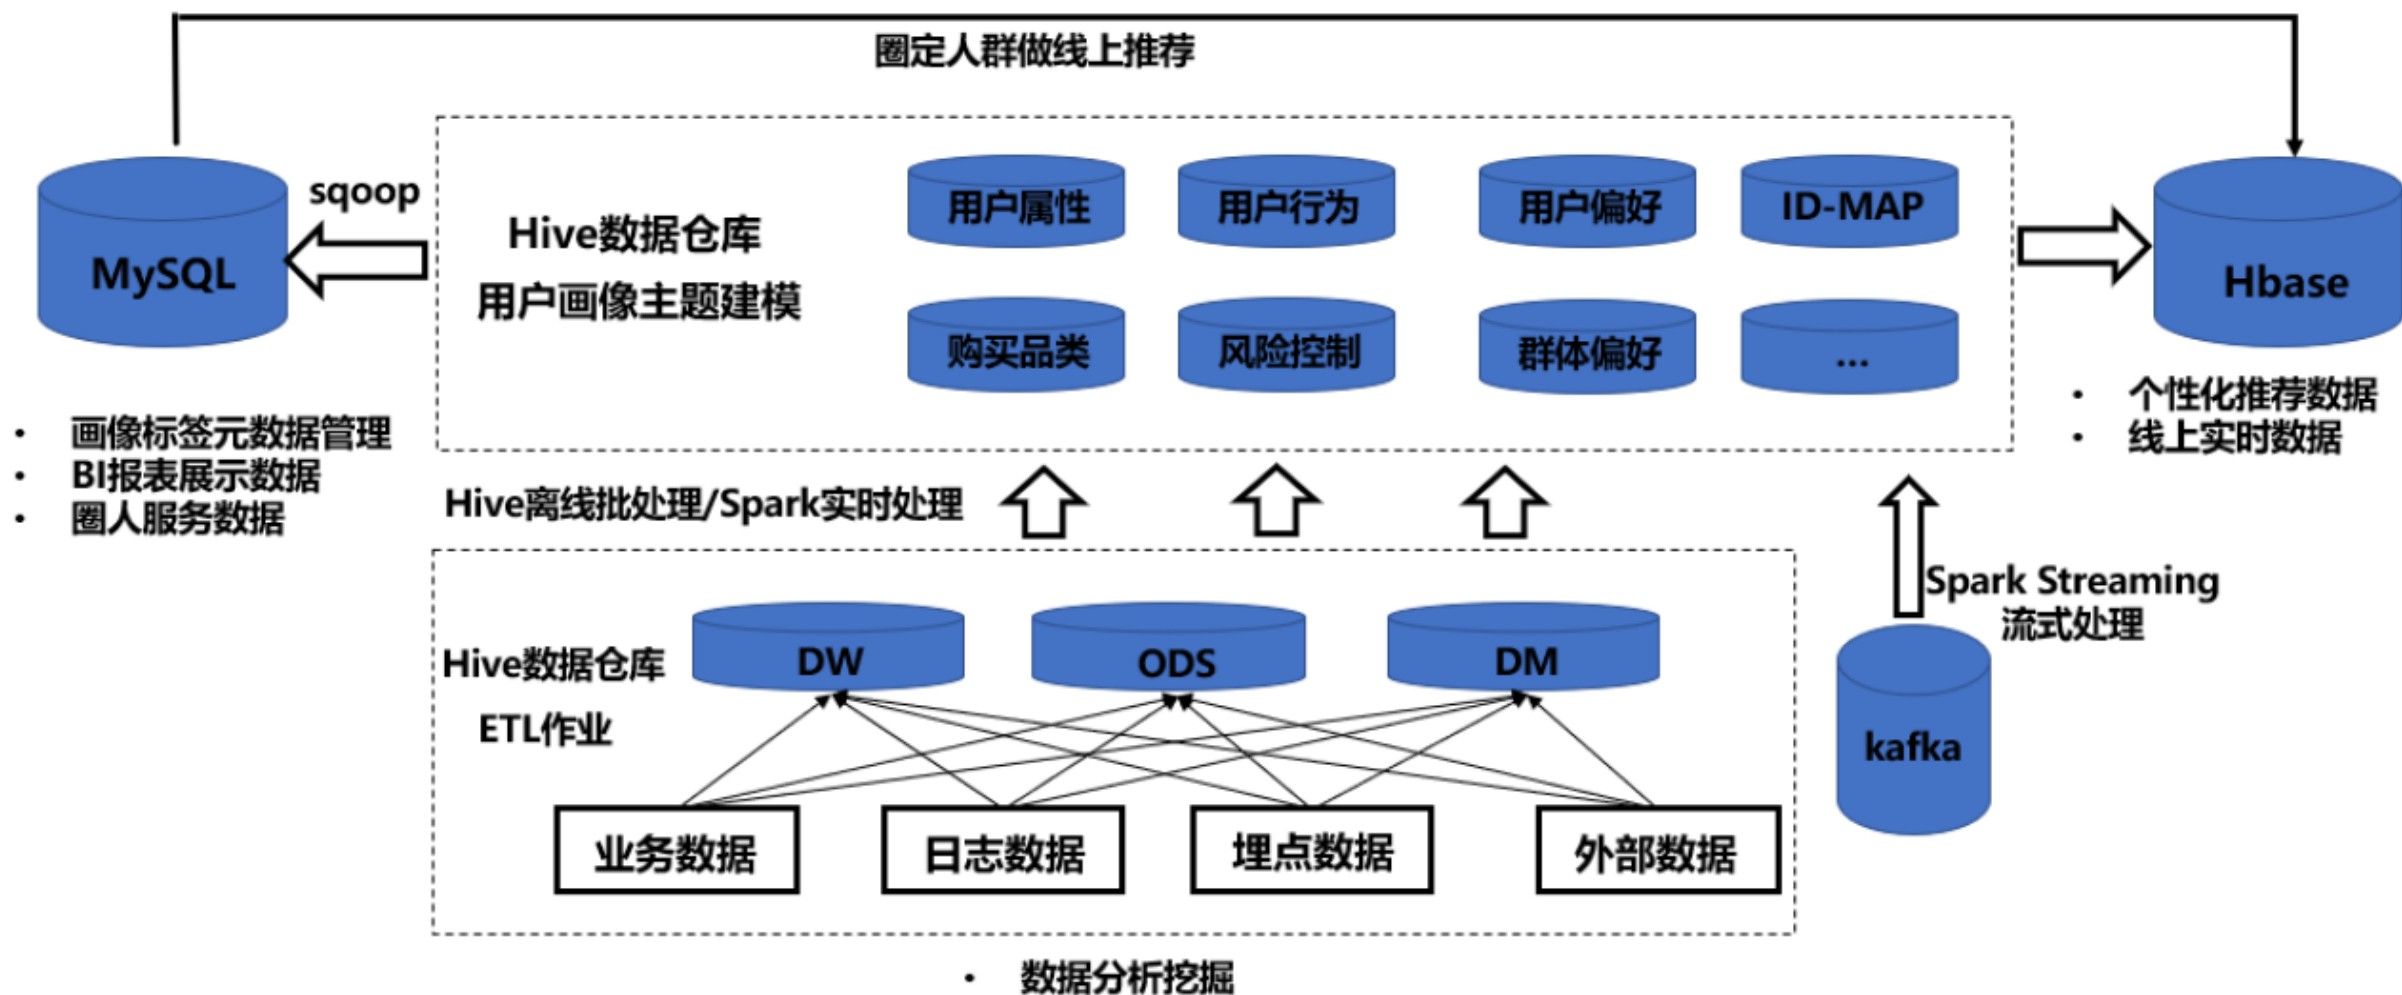 圈定人群做线上推荐
sqoop
MySQL
Hive数据仓库
用户画像主题建模
用户属性
用户行为
用户偏好
ID-MAP
购买品类
风险控制
群体偏好
...
Hbase
• 画像标签元数据管理
• BI报表展示数据
• 圈人服务数据
• 个性化推荐数据
• 线上实时数据
Hive离线批处理/Spark实时处理
Spark Streaming
流式处理
kafka
Hive数据仓库
ETL作业
DW
ODS
DM
业务数据
日志数据
埋点数据
外部数据
• 数据分析挖掘